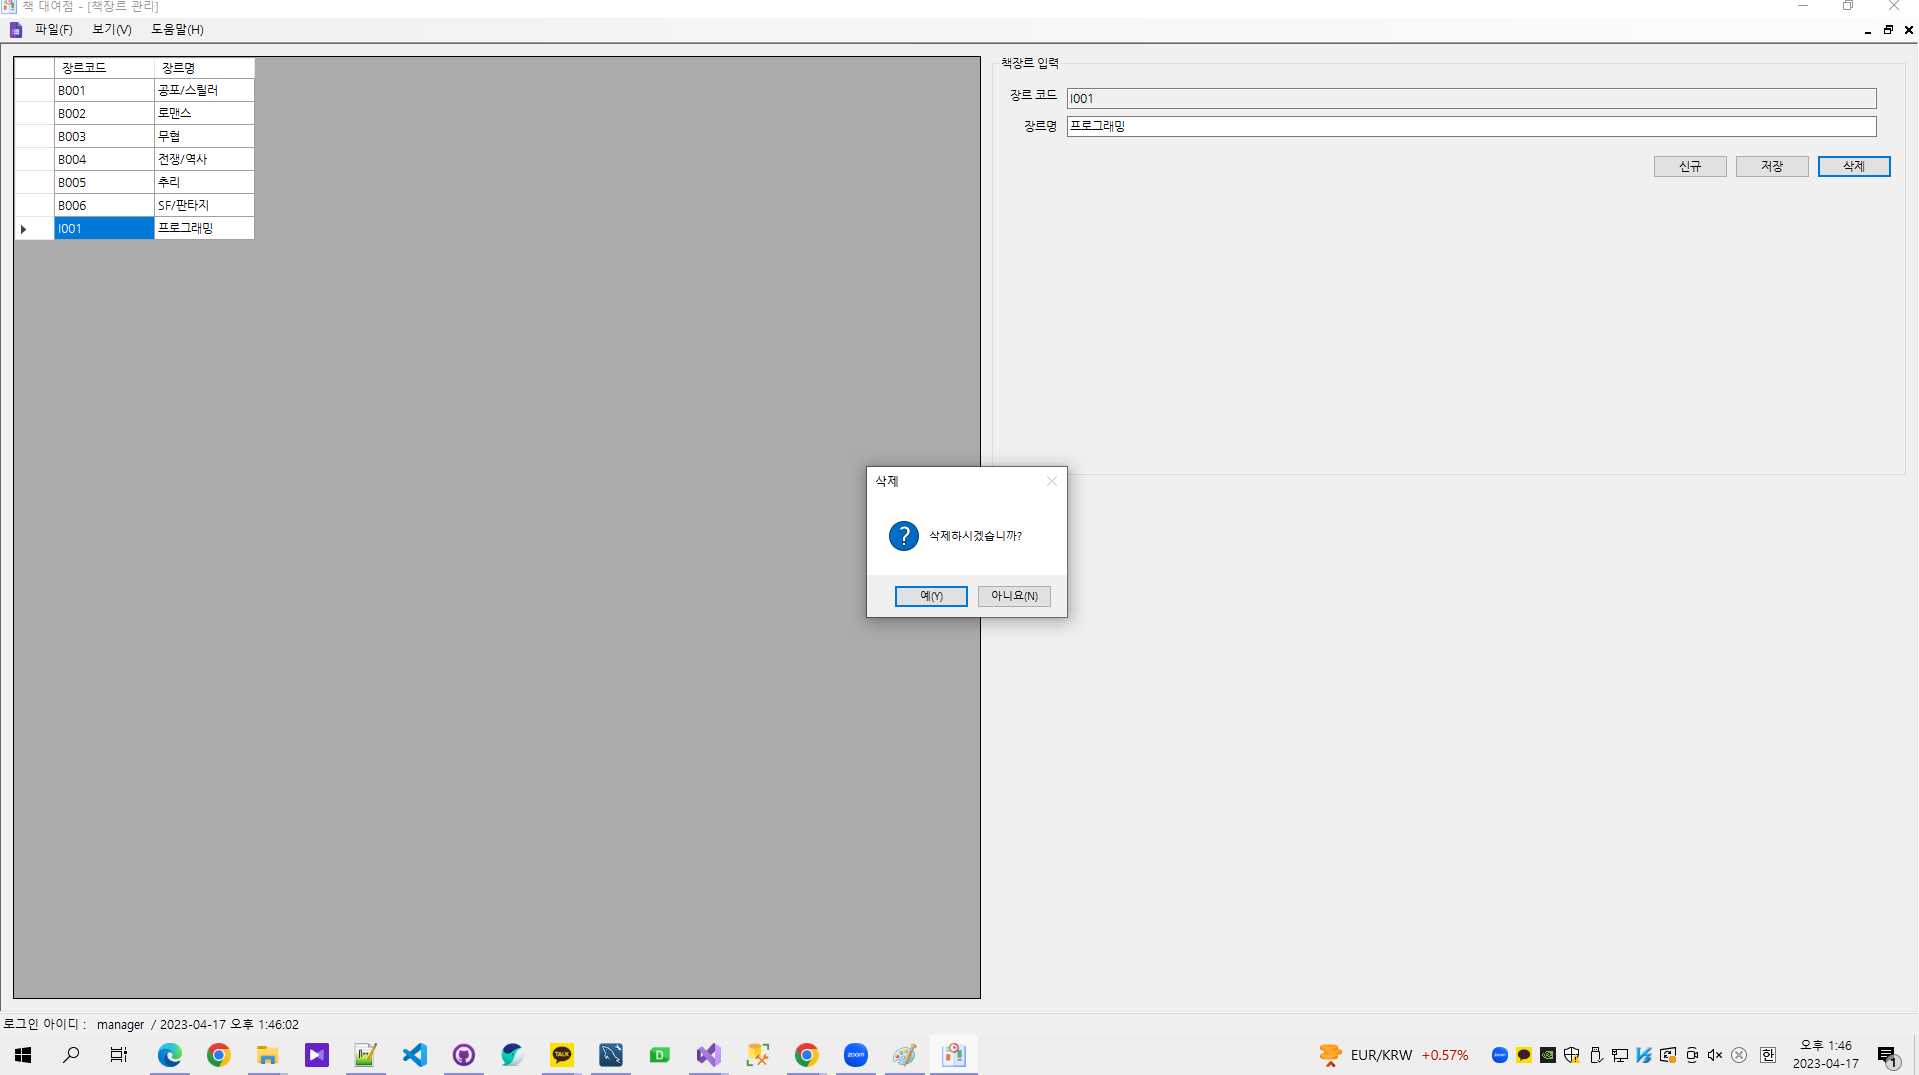 책 대여점 - [책장르 관리]
파일(F) 보기(V) 도움말(H)
장르코드 장르명
B001 공포/스릴러
B002 로맨스
B003 무협
B004 전쟁/역사
B005 추리
B006 SF/판타지
I001 프로그래밍
책장르 입력
장르 코드 I001
장르명 프로그래밍
신규 저장 삭제
삭제
?
삭제하시겠습니까?
예(Y) 아니요(N)
로그인 아이디 : manager / 2023-04-17 오후 1:46:02
TALK
D
zoom
EUR/KRW +0.57%
한
오후 1:46
2023-04-17
1